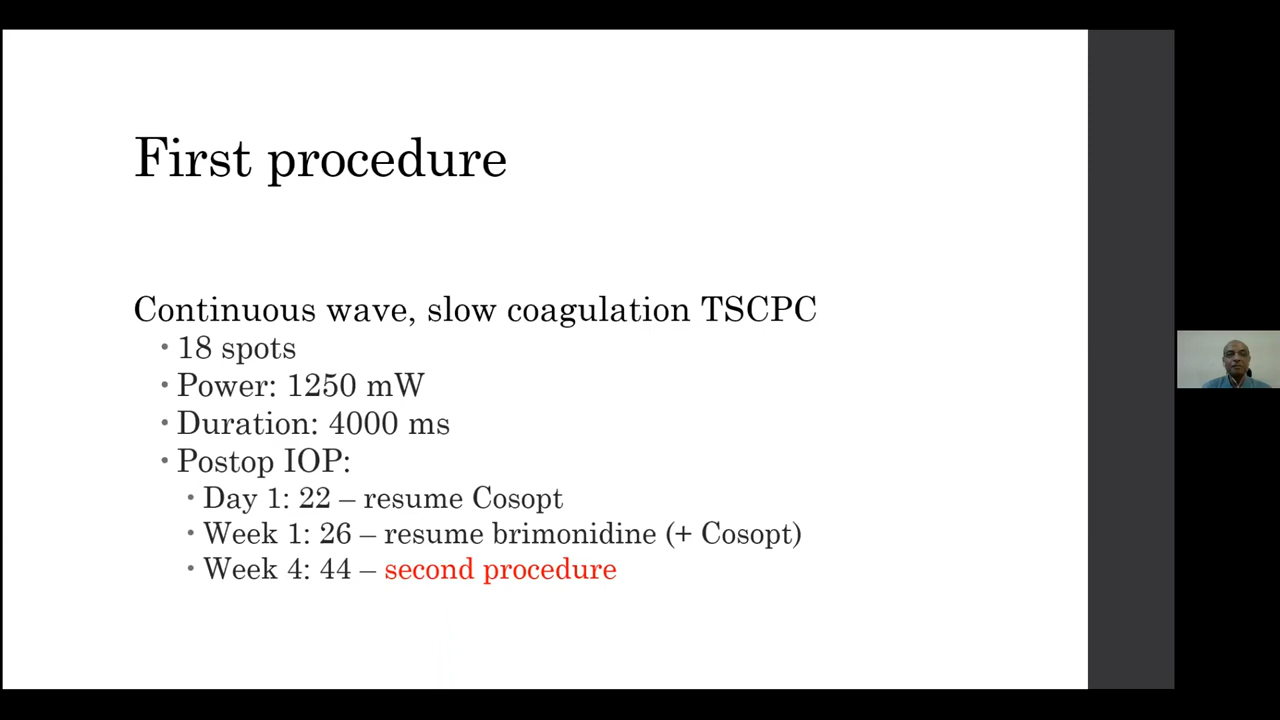 First procedure
Continuous wave, slow coagulation TSCPC
• 18 spots
• Power: 1250 mW
• Duration: 4000 ms
• Postop IOP:
• Day 1: 22 – resume Cosopt
• Week 1: 26 – resume brimonidine (+ Cosopt)
• Week 4: 44 – second procedure